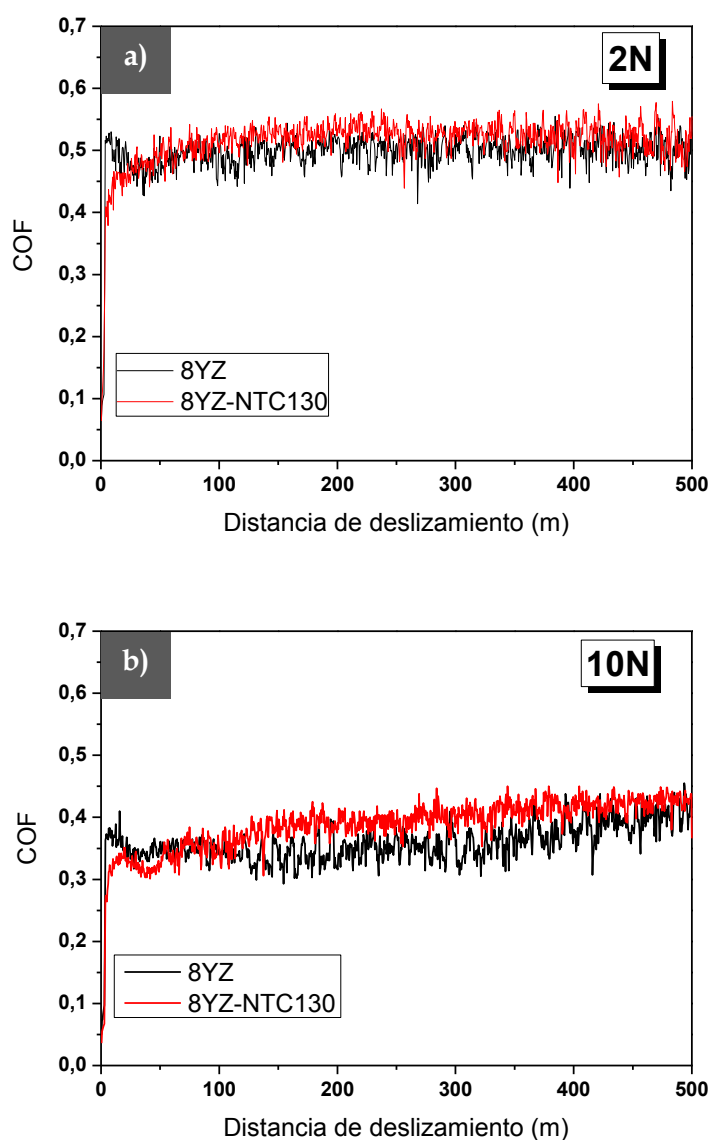 a)
2N
0,7
0,6
0,5
0,4
0,3
0,2
0,1
0,0
COF
8YZ
8YZ-NTC130
0 100 200 300 400 500
Distancia de deslizamiento (m)
b)
10N
0,7
0,6
0,5
0,4
0,3
0,2
0,1
0,0
COF
8YZ
8YZ-NTC130
0 100 200 300 400 500
Distancia de deslizamiento (m)